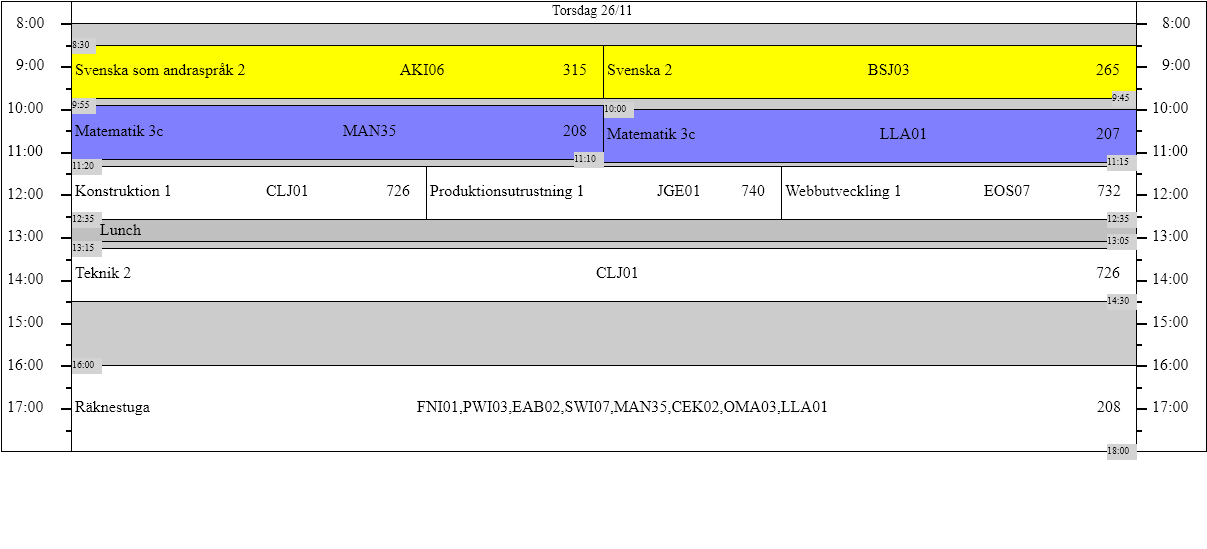 Torsdag 26/11
8:00 8:00
8:30
9:00 Svenska som andraspråk 2 AKI06 315 Svenska 2 BSJ03 265 9:00
9:45
9:55
10:00 10:00 10:00
Matematik 3c MAN35 208 Matematik 3c LLA01 207
11:00 11:10 11:00
11:15
11:20
12:00 Konstruktion 1 CLJ01 726 Produktionsutrustning 1 JGE01 740 Webbutveckling 1 EOS07 732 12:00
12:35 12:35
Lunch
13:00 13:05 13:00
13:15
14:00 Teknik 2 CLJ01 726 14:00
14:30
15:00 15:00
16:00 16:00 16:00
17:00 Räknestuga FNI01,PWI03,EAB02,SWI07,MAN35,CEK02,OMA03,LLA01 208 17:00
18:00